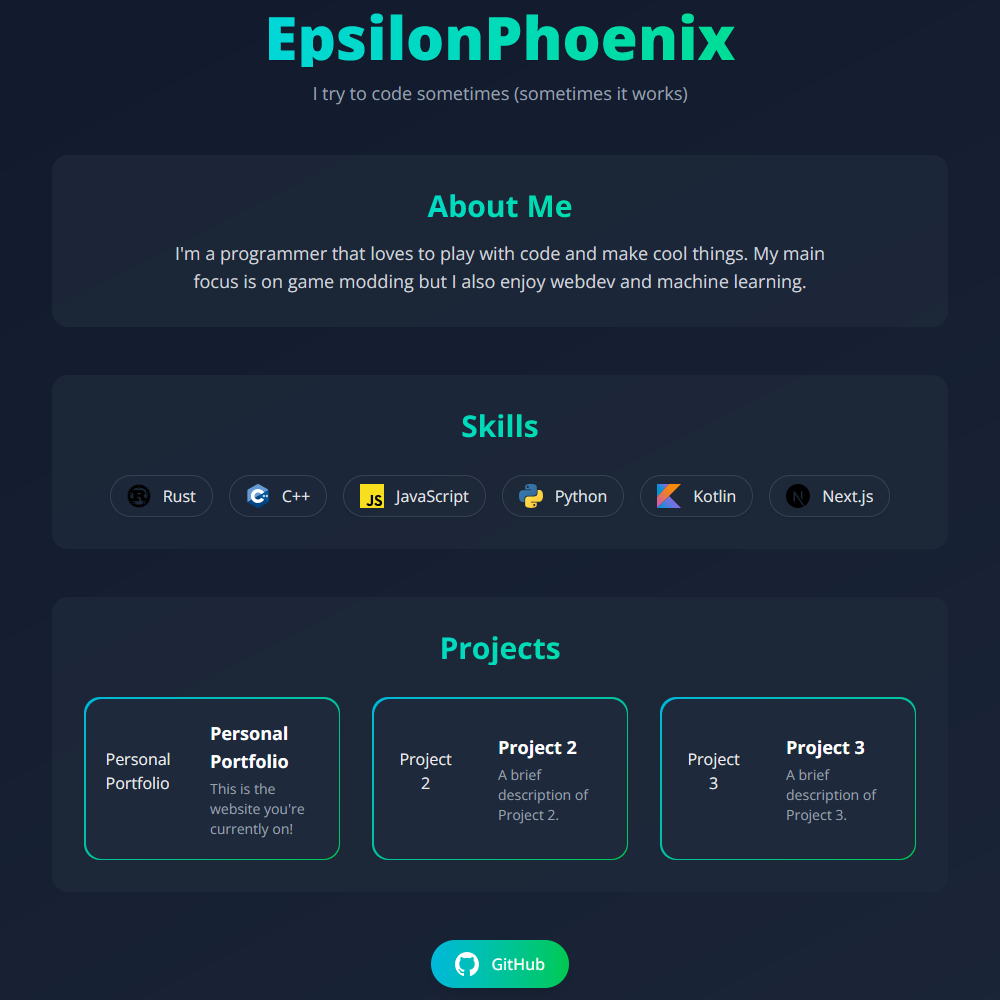 EpsilonPhoenix
I try to code sometimes (sometimes it works)
About Me
I'm a programmer that loves to play with code and make cool things. My main
focus is on game modding but I also enjoy webdev and machine learning.
Skills
R Rust
C C++
JS JavaScript
Python
Kotlin
N Next.js
Projects
Personal
Portfolio
Personal
Portfolio
This is the
website you're
currently on!
Project
2
Project 2
A brief
description of
Project 2.
Project
3
Project 3
A brief
description of
Project 3.
GitHub